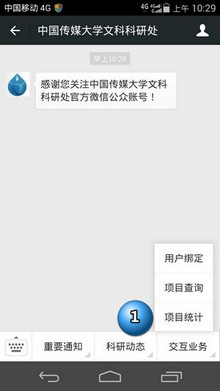 中国移动 4G 4G 上午 10:29
中国传媒大学文科科研处
早上10:28
感谢您关注中国传媒大学文科
科研处官方微信公众账号！
用户绑定
项目查询
项目统计
1
重要通知 科研动态 交互业务